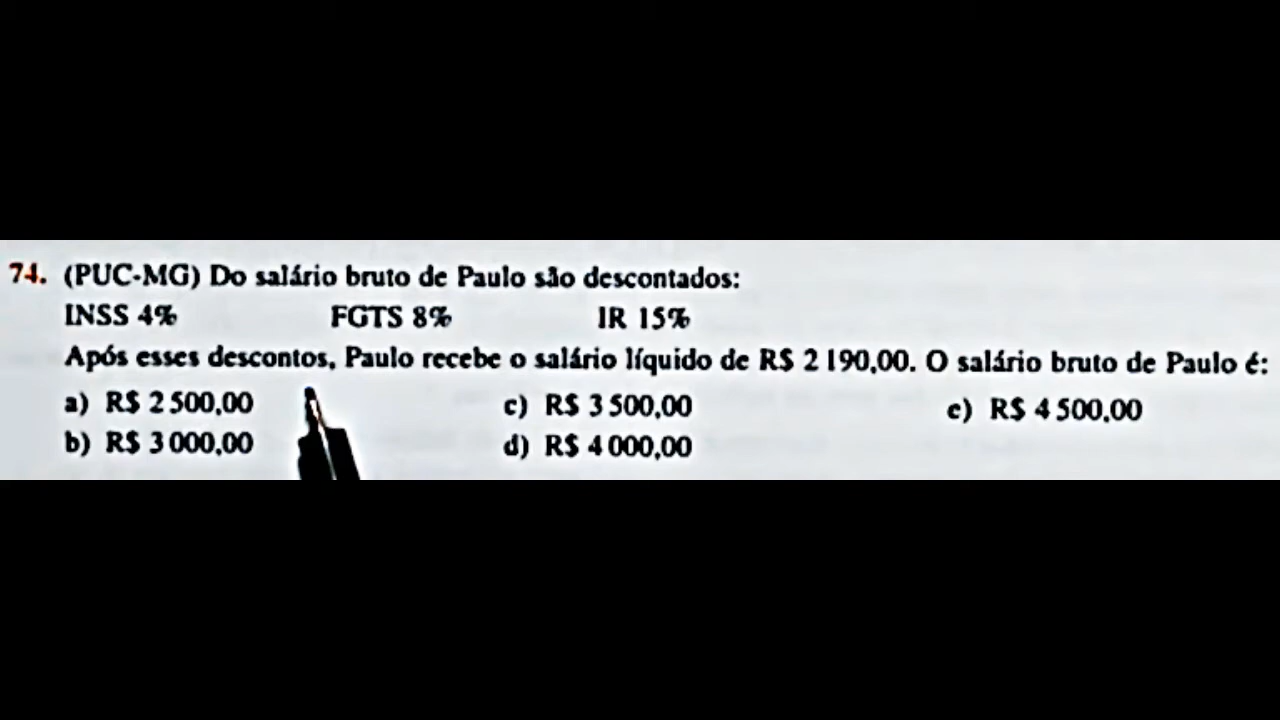 74. (PUC-MG) Do salário bruto de Paulo são descontados:
INSS 4% FGTS 8% IR 15%
Após esses descontos, Paulo recebe o salário líquido de R$ 2 190,00. O salário bruto de Paulo é:
a) R$ 2 500,00 c) R$ 3 500,00 e) R$ 4 500,00
b) R$ 3 000,00 d) R$ 4 000,00